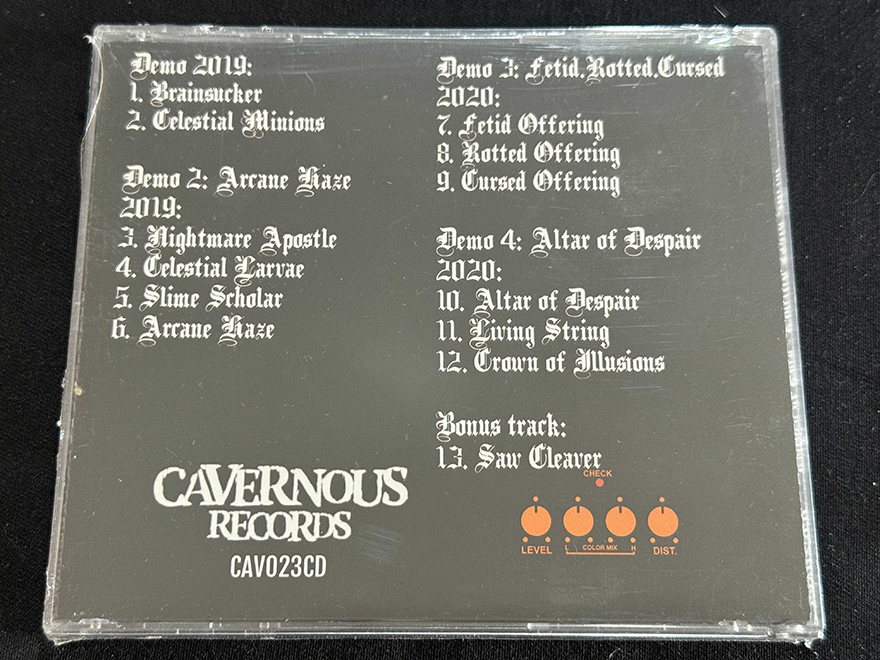 Demo 2019:
1. Brainsucker
2. Celestial Minions
Demo 2: Arcane Haze
2019:
3. Nightmare Apostle
4. Celestial Larvae
5. Slime Scholar
6. Arcane Haze
Demo 3: Fetid.Rotted.Cursed
2020:
7. Fetid Offering
8. Rotted Offering
9. Cursed Offering
Demo 4: Altar of Despair
2020:
10. Altar of Despair
11. Living String
12. Crown of Illusions
Bonus track:
13. Saw Cleaver
CAVERNOUS
RECORDS
CAV023CD
CHECK
LEVEL L COLOR MIX H DIST.